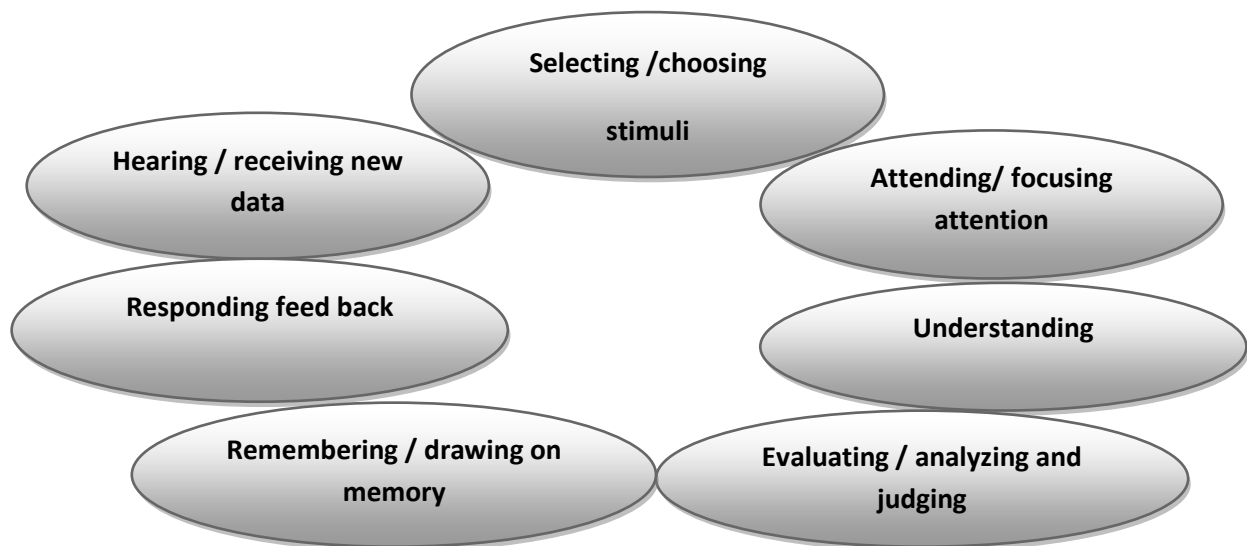 Selecting /choosing
stimuli
Hearing / receiving new
data
Attending/ focusing
attention
Responding feed back
Understanding
Remembering / drawing on
memory
Evaluating / analyzing and
judging